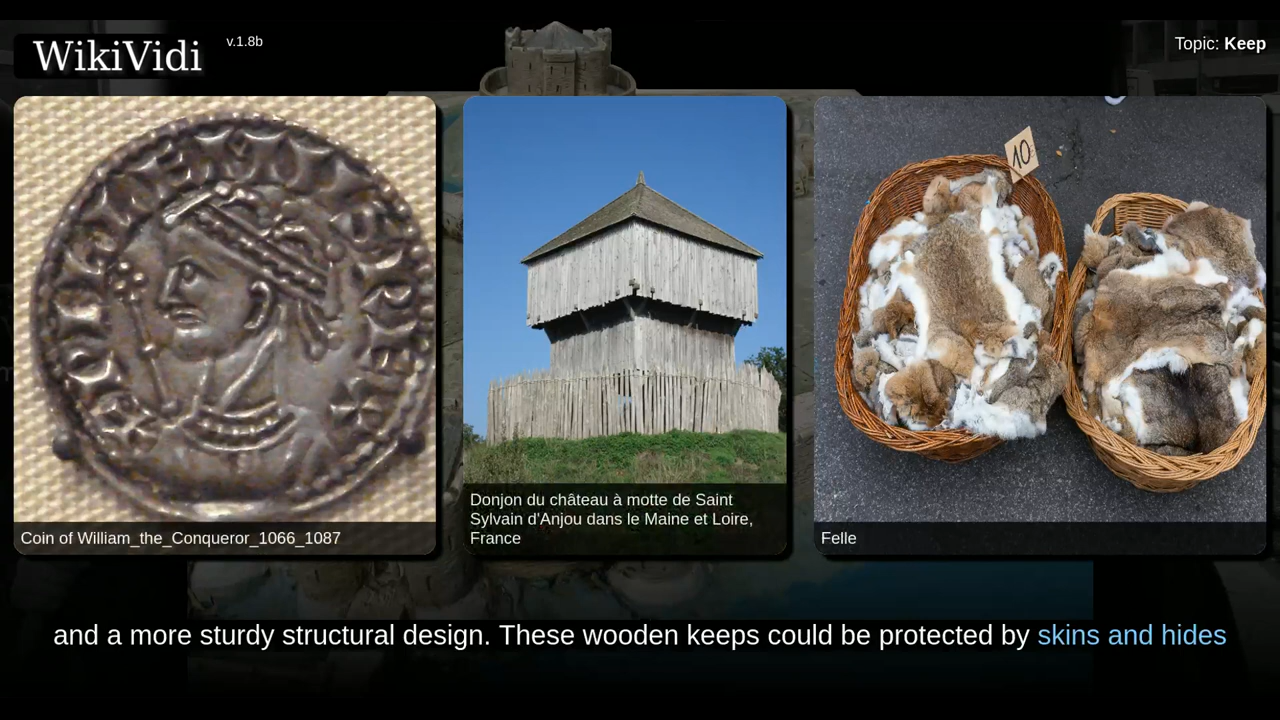 WikiVidi
v.1.8b
Topic: Keep
10
Coin of William_the_Conqueror_1066_1087
Donjon du château à motte de Saint
Sylvain d'Anjou dans le Maine et Loire,
France
Felle
and a more sturdy structural design. These wooden keeps could be protected by skins and hides